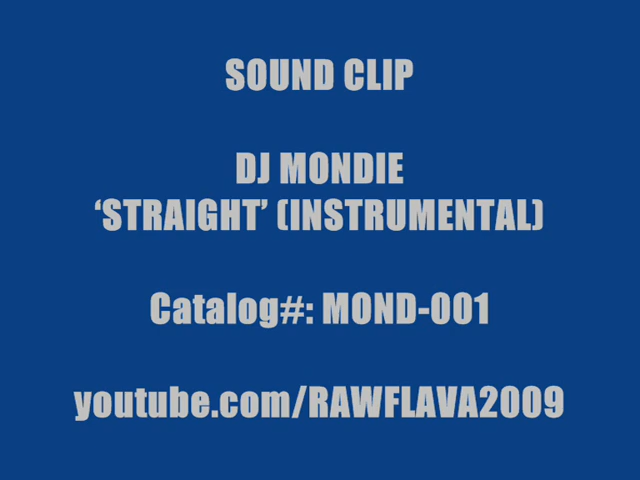 SOUND CLIP
DJ MONDIE
‘STRAIGHT’ (INSTRUMENTAL)
Catalog#: MOND-001
youtube.com/RAWFLAVA2009